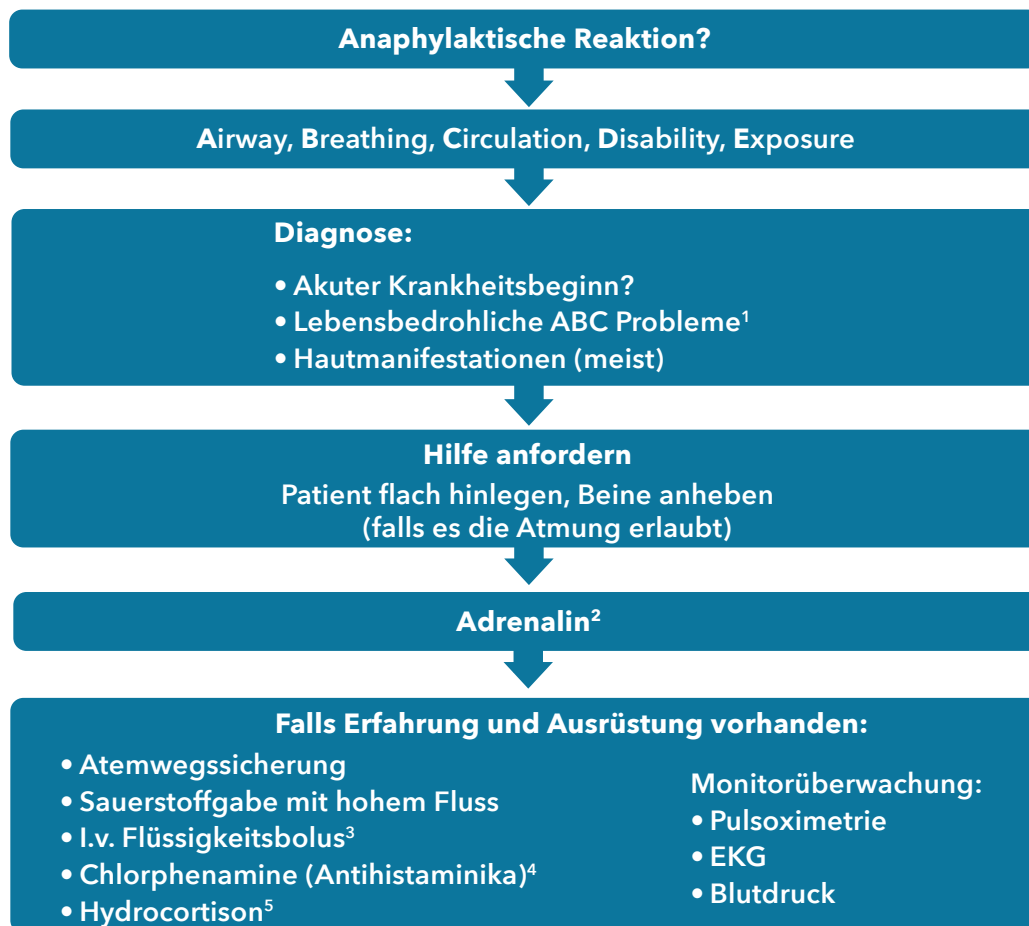 Anaphylaktische Reaktion?
Airway, Breathing, Circulation, Disability, Exposure
Diagnose:
• Akuter Krankheitsbeginn?
• Lebensbedrohliche ABC Probleme¹
• Hautmanifestationen (meist)
Hilfe anfordern
Patient flach hinlegen, Beine anheben
(falls es die Atmung erlaubt)
Adrenalin²
Falls Erfahrung und Ausrüstung vorhanden:
• Atemwegssicherung
• Sauerstoffgabe mit hohem Fluss
• I.v. Flüssigkeitsbolus³
• Chlorphenamine (Antihistaminika)⁴
• Hydrocortison⁵
Monitorüberwachung:
• Pulsoximetrie
• EKG
• Blutdruck